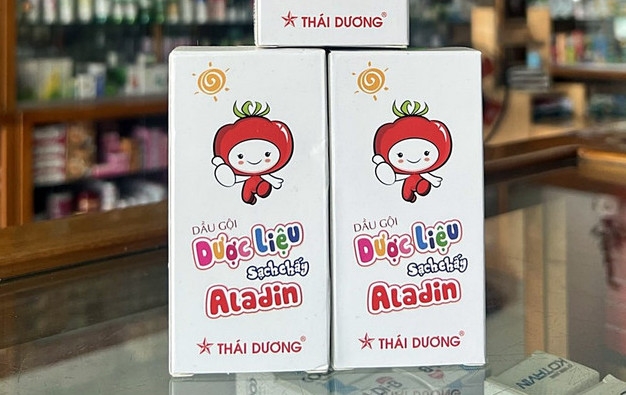 THÁI DƯƠNG®
DẦU GỘI
Dược Liệu
Sạch chấy
Aladin
THÁI DƯƠNG®
DẦU GỘI
Dược Liệu
Sạch chấy
Aladin
THÁI DƯƠNG®
KOTRVN